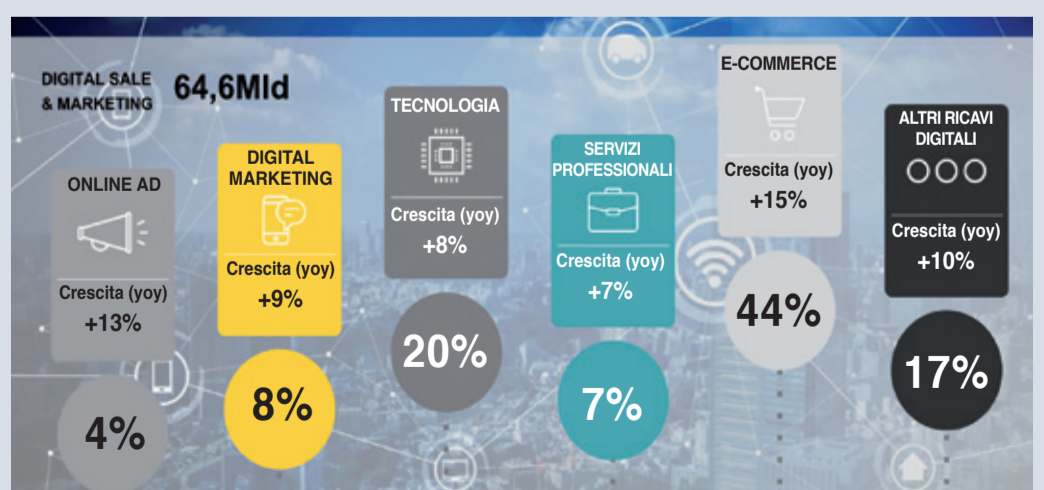 DIGITAL SALE
& MARKETING
64,6Mld
ONLINE AD
Crescita (yoy)
+13%
4%
DIGITAL
MARKETING
Crescita (yoy)
+9%
8%
TECNOLOGIA
Crescita (yoy)
+8%
20%
SERVIZI
PROFESSIONALI
Crescita (yoy)
+7%
7%
E-COMMERCE
Crescita (yoy)
+15%
44%
ALTRI RICAVI
DIGITALI
Crescita (yoy)
+10%
17%